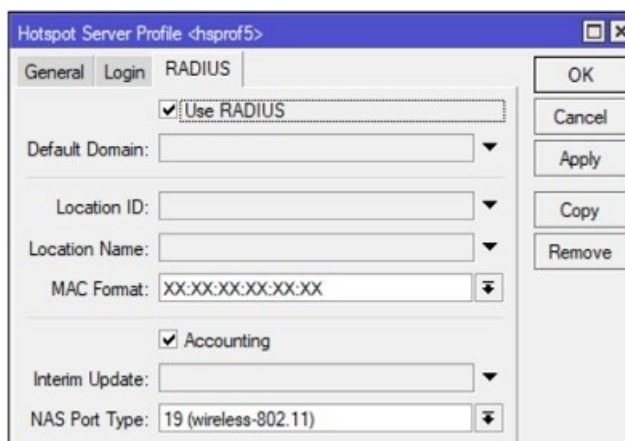 Hotspot Server Profile <hsprof5>
General Login RADIUS
OK
Use RADIUS
Cancel
Default Domain:
Apply
Location ID:
Copy
Location Name:
Remove
MAC Format: XX:XX:XX:XX:XX:XX
Accounting
Interim Update:
NAS Port Type: 19 (wireless-802.11)